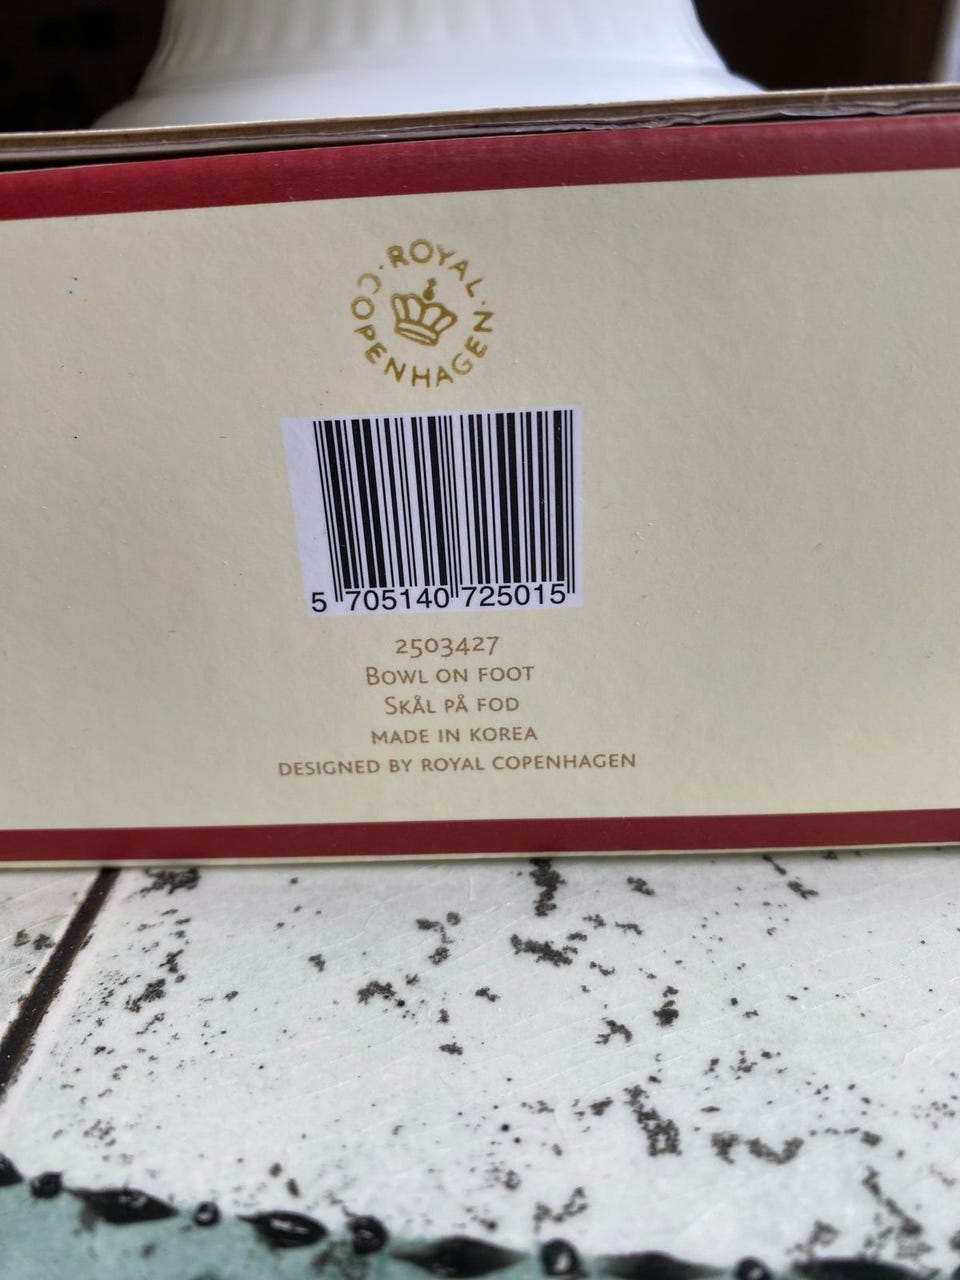 ROYAL · COPENHAGEN ·
5 705140 725015
2503427
BOWL ON FOOT
SKÅL PÅ FOD
MADE IN KOREA
DESIGNED BY ROYAL COPENHAGEN